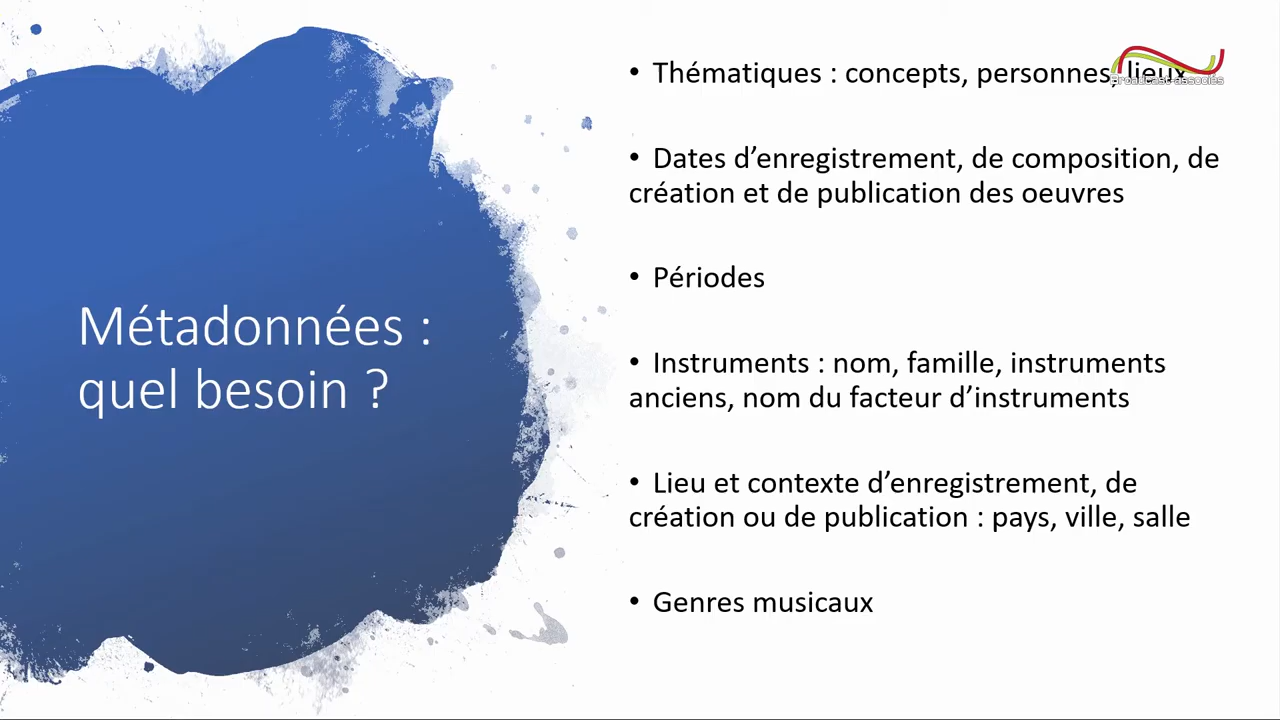 Métadonnées :
quel besoin ?
• Thématiques : concepts, personnes, lieux
Broadcast-associés
• Dates d’enregistrement, de composition, de
création et de publication des oeuvres
• Périodes
• Instruments : nom, famille, instruments
anciens, nom du facteur d’instruments
• Lieu et contexte d’enregistrement, de
création ou de publication : pays, ville, salle
• Genres musicaux